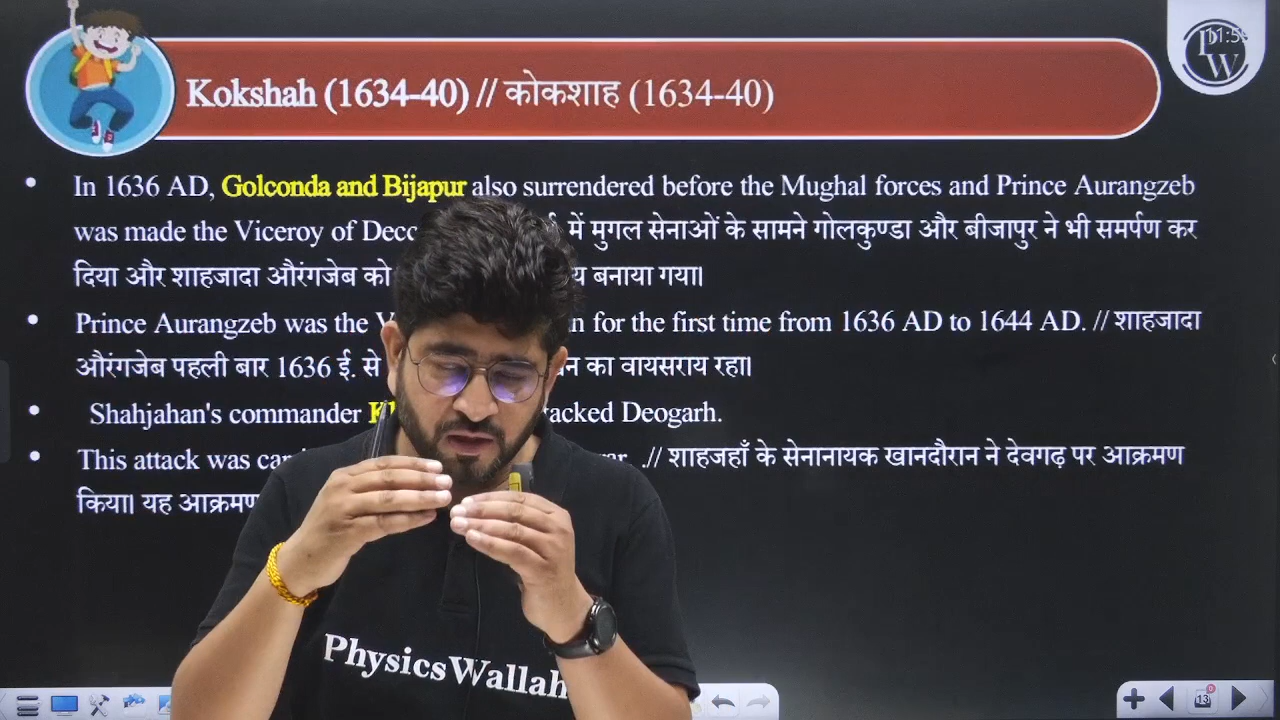 Kokshah (1634-40) // कोकशाह (1634-40)
In 1636 AD, Golconda and Bijapur also surrendered before the Mughal forces and Prince Aurangzeb
was made the Viceroy of में मुगल सेनाओं के सामने गोलकुण्डा और बीजापुर ने भी समर्पण कर
दिया और शाहजादा औरंगजेब को बनाया गया।
Prince Aurangzeb was the for the first time from 1636 AD to 1644 AD. // शाहजादा
औरंगजेब पहली बार 1636 ई. से का वायसराय रहा।
Shahjahan's commander Deogarh.
This attack was .// शाहजहाँ के सेनानायक खानदौरान ने देवगढ़ पर आक्रमण
किया। यह आक्रमण
PhysicsWallah
PW
13